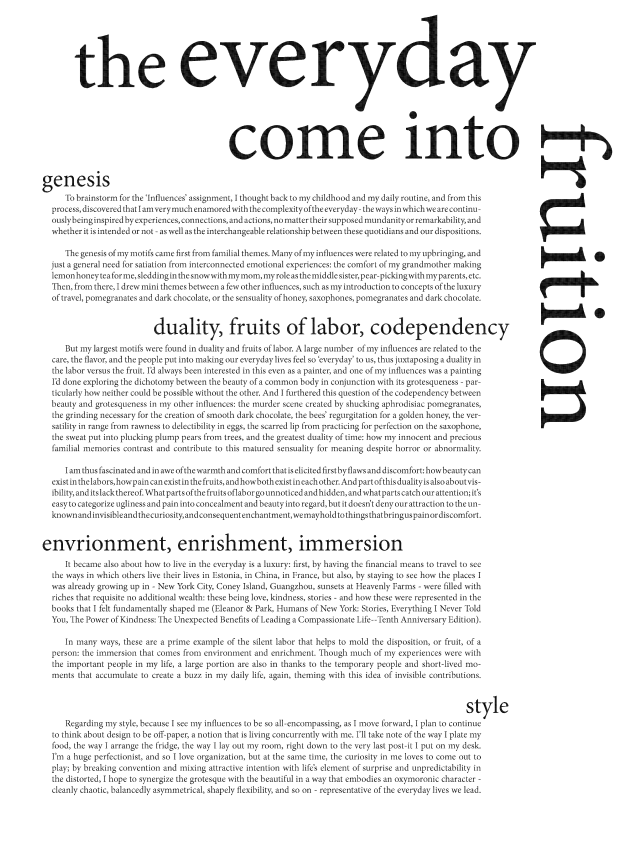 the everyday
come into
fruition
genesis
To brainstorm for the 'Influences' assignment, I thought back to my childhood and my daily routine, and from this
process, discovered that I am very much enamored with the complexity of the everyday - the ways in which we are continu-
ously being inspired by experiences, connections, and actions, no matter their supposed mundanity or remarkability, and
whether it is intended or not - as well as the interchangeable relationship between these quotidians and our dispositions.
The genesis of my motifs came first from familial themes. Many of my influences were related to my upbringing, and
just a general need for satiation from interconnected emotional experiences: the comfort of my grandmother making
lemon honey tea for me, sledding in the snow with my mom, my role as the middle sister, pear-picking with my parents, etc.
Then, from there, I drew mini themes between a few other influences, such as my introduction to concepts of the luxury
of travel, pomegranates and dark chocolate, or the sensuality of honey, saxophones, pomegranates and dark chocolate.
duality, fruits of labor, codependency
But my largest motifs were found in duality and fruits of labor. A large number of my influences are related to the
care, the flavor, and the people put into making our everyday lives feel so 'everyday' to us, thus juxtaposing a duality in
the labor versus the fruit. I'd always been interested in this even as a painter, and one of my influences was a painting
I'd done exploring the dichotomy between the beauty of a common body in conjunction with its grotesqueness - par-
ticularly how neither could be possible without the other. And I furthered this question of the codependency between
beauty and grotesqueness in my other influences: the murder scene created by shucking aphrodisiac pomegranates,
the grinding necessary for the creation of smooth dark chocolate, the bees' regurgitation for a golden honey, the ver-
satility in range from rawness to delectibility in eggs, the scarred lip from practicing for perfection on the saxophone,
the sweat put into plucking plump pears from trees, and the greatest duality of time: how my innocent and precious
familial memories contrast and contribute to this matured sensuality for meaning despite horror or abnormality.
I am thus fascinated and in awe of the warmth and comfort that is elicited first by flaws and discomfort: how beauty can
exist in the labors, how pain can exist in the fruits, and how both exist in each other. And part of this duality is also about vis-
ibility, and its lack thereof. What parts of the fruits of labor go unnoticed and hidden, and what parts catch our attention; it's
easy to categorize ugliness and pain into concealment and beauty into regard, but it doesn't deny our attraction to the un-
known and invisible and the curiosity, and consequent enchantment, we may hold to things that bring us pain or discomfort.
envrionment, enrishment, immersion
It became also about how to live in the everyday is a luxury: first, by having the financial means to travel to see
the ways in which others live their lives in Estonia, in China, in France, but also, by staying to see how the places I
was already growing up in - New York City, Coney Island, Guangzhou, sunsets at Heavenly Farms - were filled with
riches that requisite no additional wealth: these being love, kindness, stories - and how these were represented in the
books that I felt fundamentally shaped me (Eleanor & Park, Humans of New York: Stories, Everything I Never Told
You, The Power of Kindness: The Unexpected Benefits of Leading a Compassionate Life--Tenth Anniversary Edition).
In many ways, these are a prime example of the silent labor that helps to mold the disposition, or fruit, of a
person: the immersion that comes from environment and enrichment. Though much of my experiences were with
the important people in my life, a large portion are also in thanks to the temporary people and short-lived mo-
ments that accumulate to create a buzz in my daily life, again, theming with this idea of invisible contributions.
style
Regarding my style, because I see my influences to be so all-encompassing, as I move forward, I plan to continue
to think about design to be off-paper, a notion that is living concurrently with me. I'll take note of the way I plate my
food, the way I arrange the fridge, the way I lay out my room, right down to the very last post-it I put on my desk.
I'm a huge perfectionist, and so I love organization, but at the same time, the curiosity in me loves to come out to
play; by breaking convention and mixing attractive intention with life's element of surprise and unpredictability in
the distorted, I hope to synergize the grotesque with the beautiful in a way that embodies an oxymoronic character -
cleanly chaotic, balancedly asymmetrical, shapely flexibility, and so on - representative of the everyday lives we lead.